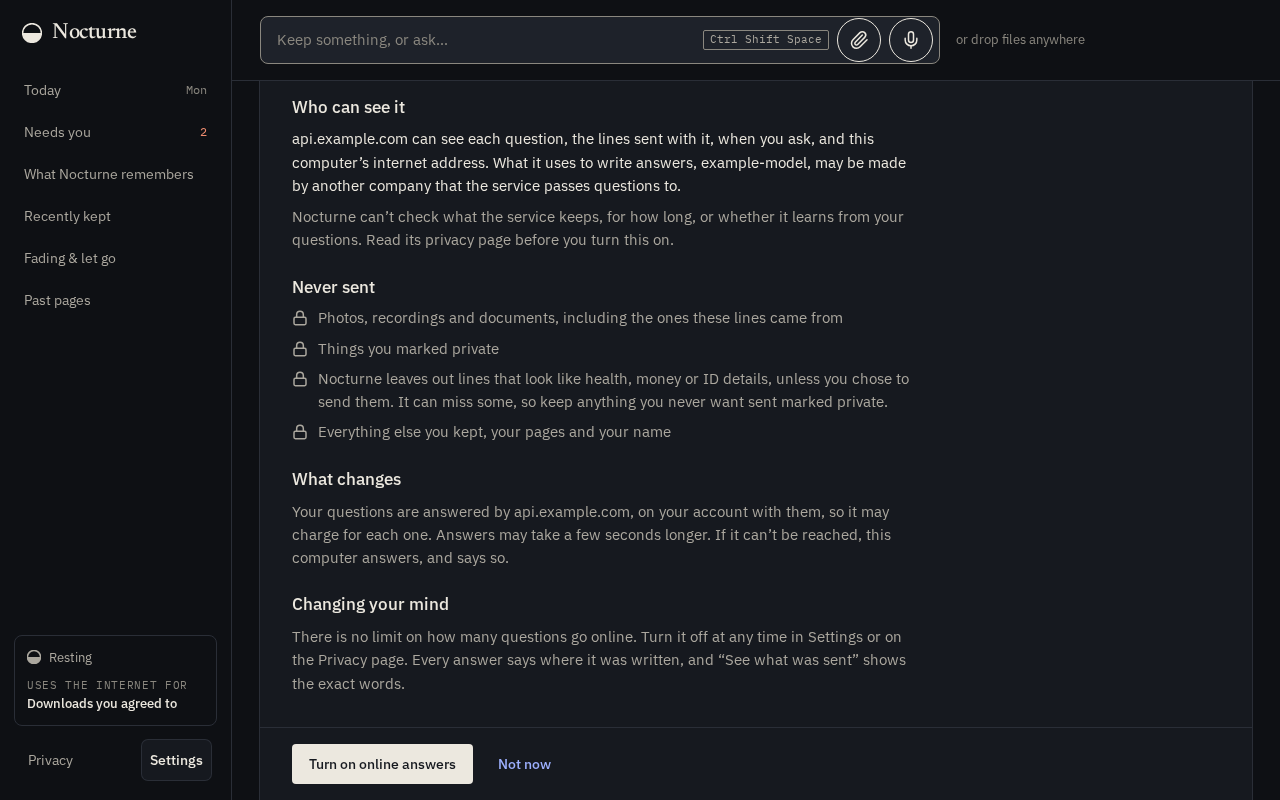 Nocturne
Keep something, or ask...
Ctrl Shift Space
or drop files anywhere
Today
Mon
Needs you
2
What Nocturne remembers
Recently kept
Fading & let go
Past pages
Resting
USES THE INTERNET FOR
Downloads you agreed to
Privacy
Settings
Who can see it
api.example.com can see each question, the lines sent with it, when you ask, and this
computer’s internet address. What it uses to write answers, example-model, may be made
by another company that the service passes questions to.
Nocturne can’t check what the service keeps, for how long, or whether it learns from your
questions. Read its privacy page before you turn this on.
Never sent
Photos, recordings and documents, including the ones these lines came from
Things you marked private
Nocturne leaves out lines that look like health, money or ID details, unless you chose to
send them. It can miss some, so keep anything you never want sent marked private.
Everything else you kept, your pages and your name
What changes
Your questions are answered by api.example.com, on your account with them, so it may
charge for each one. Answers may take a few seconds longer. If it can’t be reached, this
computer answers, and says so.
Changing your mind
There is no limit on how many questions go online. Turn it off at any time in Settings or on
the Privacy page. Every answer says where it was written, and “See what was sent” shows
the exact words.
Turn on online answers
Not now